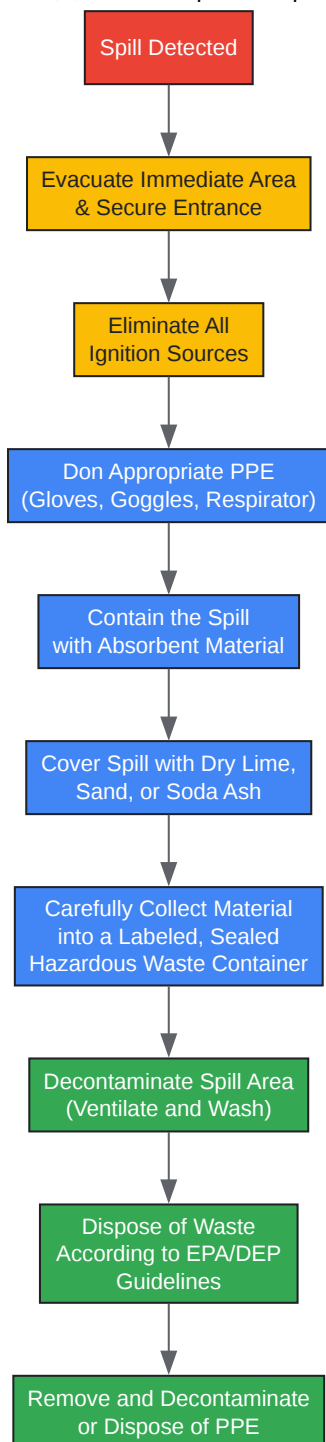 Spill Detected
Evacuate Immediate Area
& Secure Entrance
Eliminate All
Ignition Sources
Don Appropriate PPE
(Gloves, Goggles, Respirator)
Contain the Spill
with Absorbent Material
Cover Spill with Dry Lime,
Sand, or Soda Ash
Carefully Collect Material
into a Labeled, Sealed
Hazardous Waste Container
Decontaminate Spill Area
(Ventilate and Wash)
Dispose of Waste
According to EPA/DEP
Guidelines
Remove and Decontaminate
or Dispose of PPE